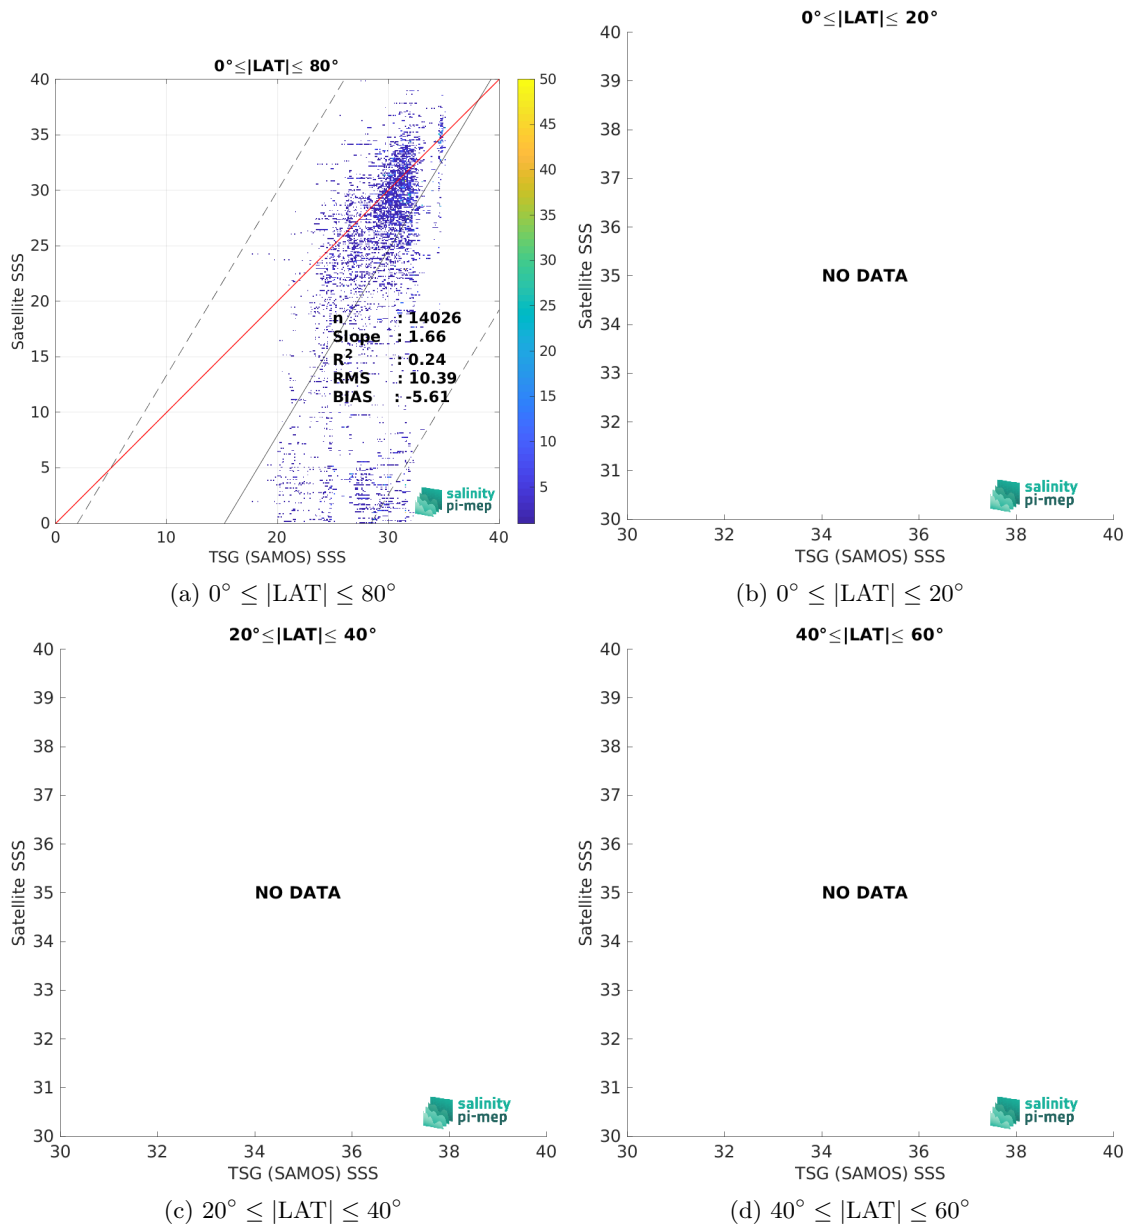 0°≤|LAT|≤ 80°
40
35
30
25
20
15
10
5
0
0 10 20 30 40
50
45
40
35
30
25
20
15
10
5
Satellite SSS
TSG (SAMOS) SSS
n : 14026
Slope : 1.66
R2 : 0.24
RMS : 10.39
BIAS : -5.61
salinity
pi-mep
(a) 0° ≤ |LAT| ≤ 80°
0°≤|LAT|≤ 20°
40
39
38
37
36
35
34
33
32
31
30
30 32 34 36 38 40
Satellite SSS
NO DATA
TSG (SAMOS) SSS
salinity
pi-mep
(b) 0° ≤ |LAT| ≤ 20°
20°≤|LAT|≤ 40°
40
39
38
37
36
35
34
33
32
31
30
30 32 34 36 38 40
Satellite SSS
NO DATA
TSG (SAMOS) SSS
salinity
pi-mep
(c) 20° ≤ |LAT| ≤ 40°
40°≤|LAT|≤ 60°
40
39
38
37
36
35
34
33
32
31
30
30 32 34 36 38 40
Satellite SSS
NO DATA
TSG (SAMOS) SSS
salinity
pi-mep
(d) 40° ≤ |LAT| ≤ 60°